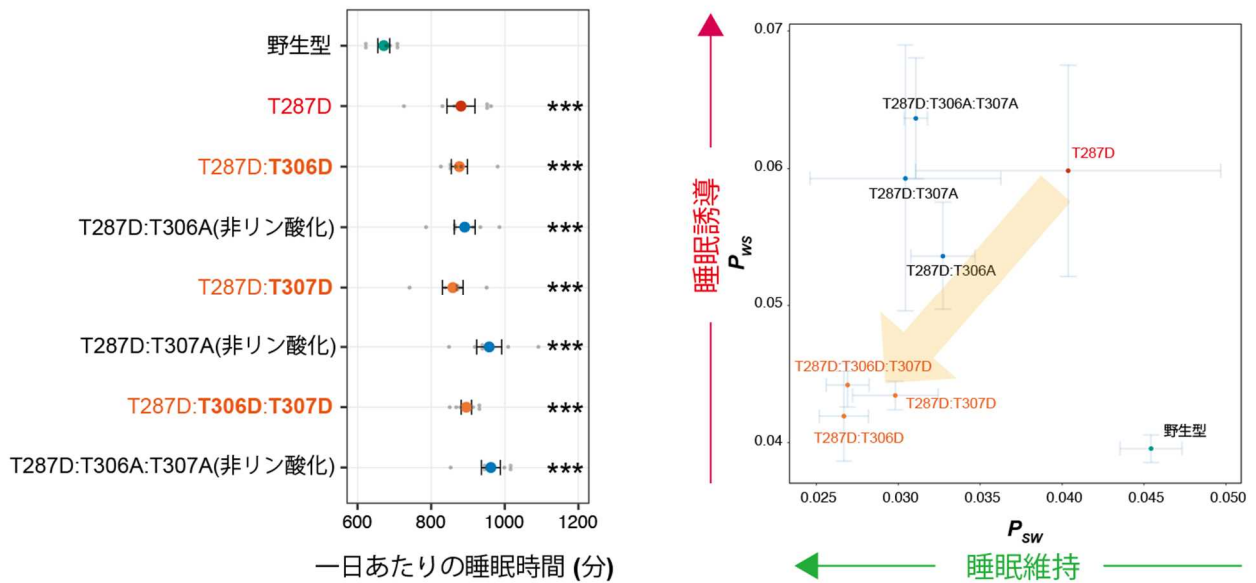 野生型
T287D
T287D:T306D
T287D:T306A(非リン酸化)
T287D:T307D
T287D:T307A(非リン酸化)
T287D:T306D:T307D
T287D:T306A:T307A(非リン酸化)
***
***
***
***
***
***
***
600 800 1000 1200
一日あたりの睡眠時間 (分)
睡眠誘導
Pws
0.07
0.06
0.05
0.04
T287D:T306A:T307A
T287D
T287D:T307A
T287D:T306A
T287D:T306D:T307D
T287D:T307D
T287D:T306D
野生型
0.025 0.030 0.035 0.040 0.045 0.050
Psw
睡眠維持